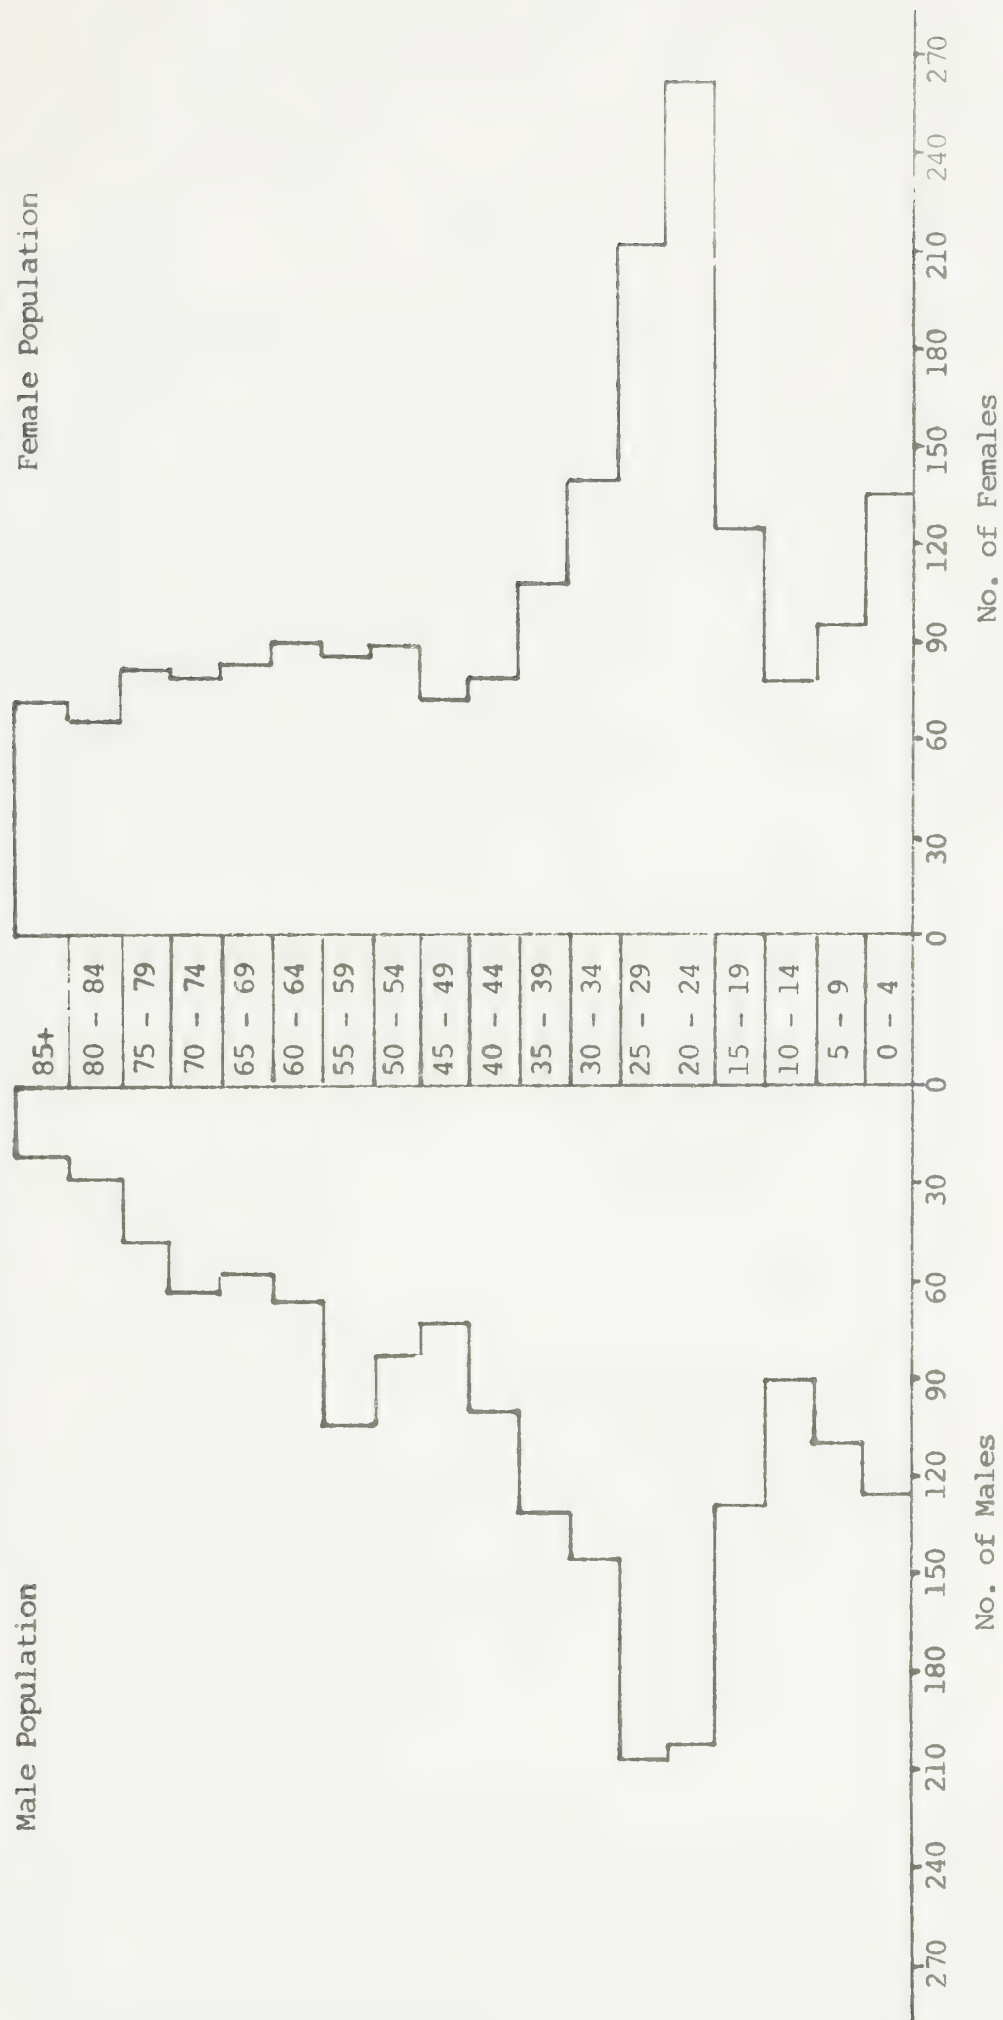 Male Population
Female Population
85+
80 - 84
75 - 79
70 - 74
65 - 69
60 - 64
55 - 59
50 - 54
45 - 49
40 - 44
35 - 39
30 - 34
25 - 29
20 - 24
15 - 19
10 - 14
5 - 9
0 - 4
270 240 210 180 150 120 90 60 30 0 0 30 60 90 120 150 180 210 240 270
No. of Males
No. of Females